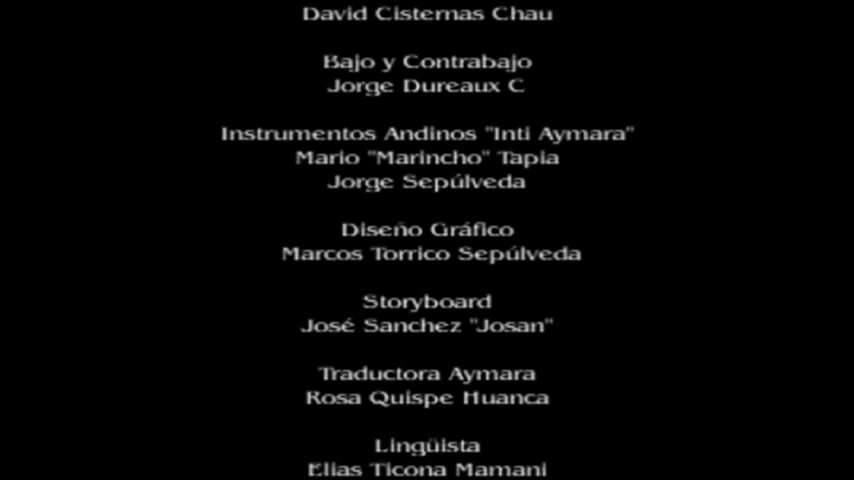 David Cisternas Chau
Bajo y Contrabajo
Jorge Dureaux C
Instrumentos Andinos "Inti Aymara"
Mario "Marincho" Tapia
Jorge Sepúlveda
Diseño Gráfico
Marcos Torrico Sepúlveda
Storyboard
José Sanchez "Josan"
Traductora Aymara
Rosa Quispe Huanca
Lingüista
Elias Ticona Mamani